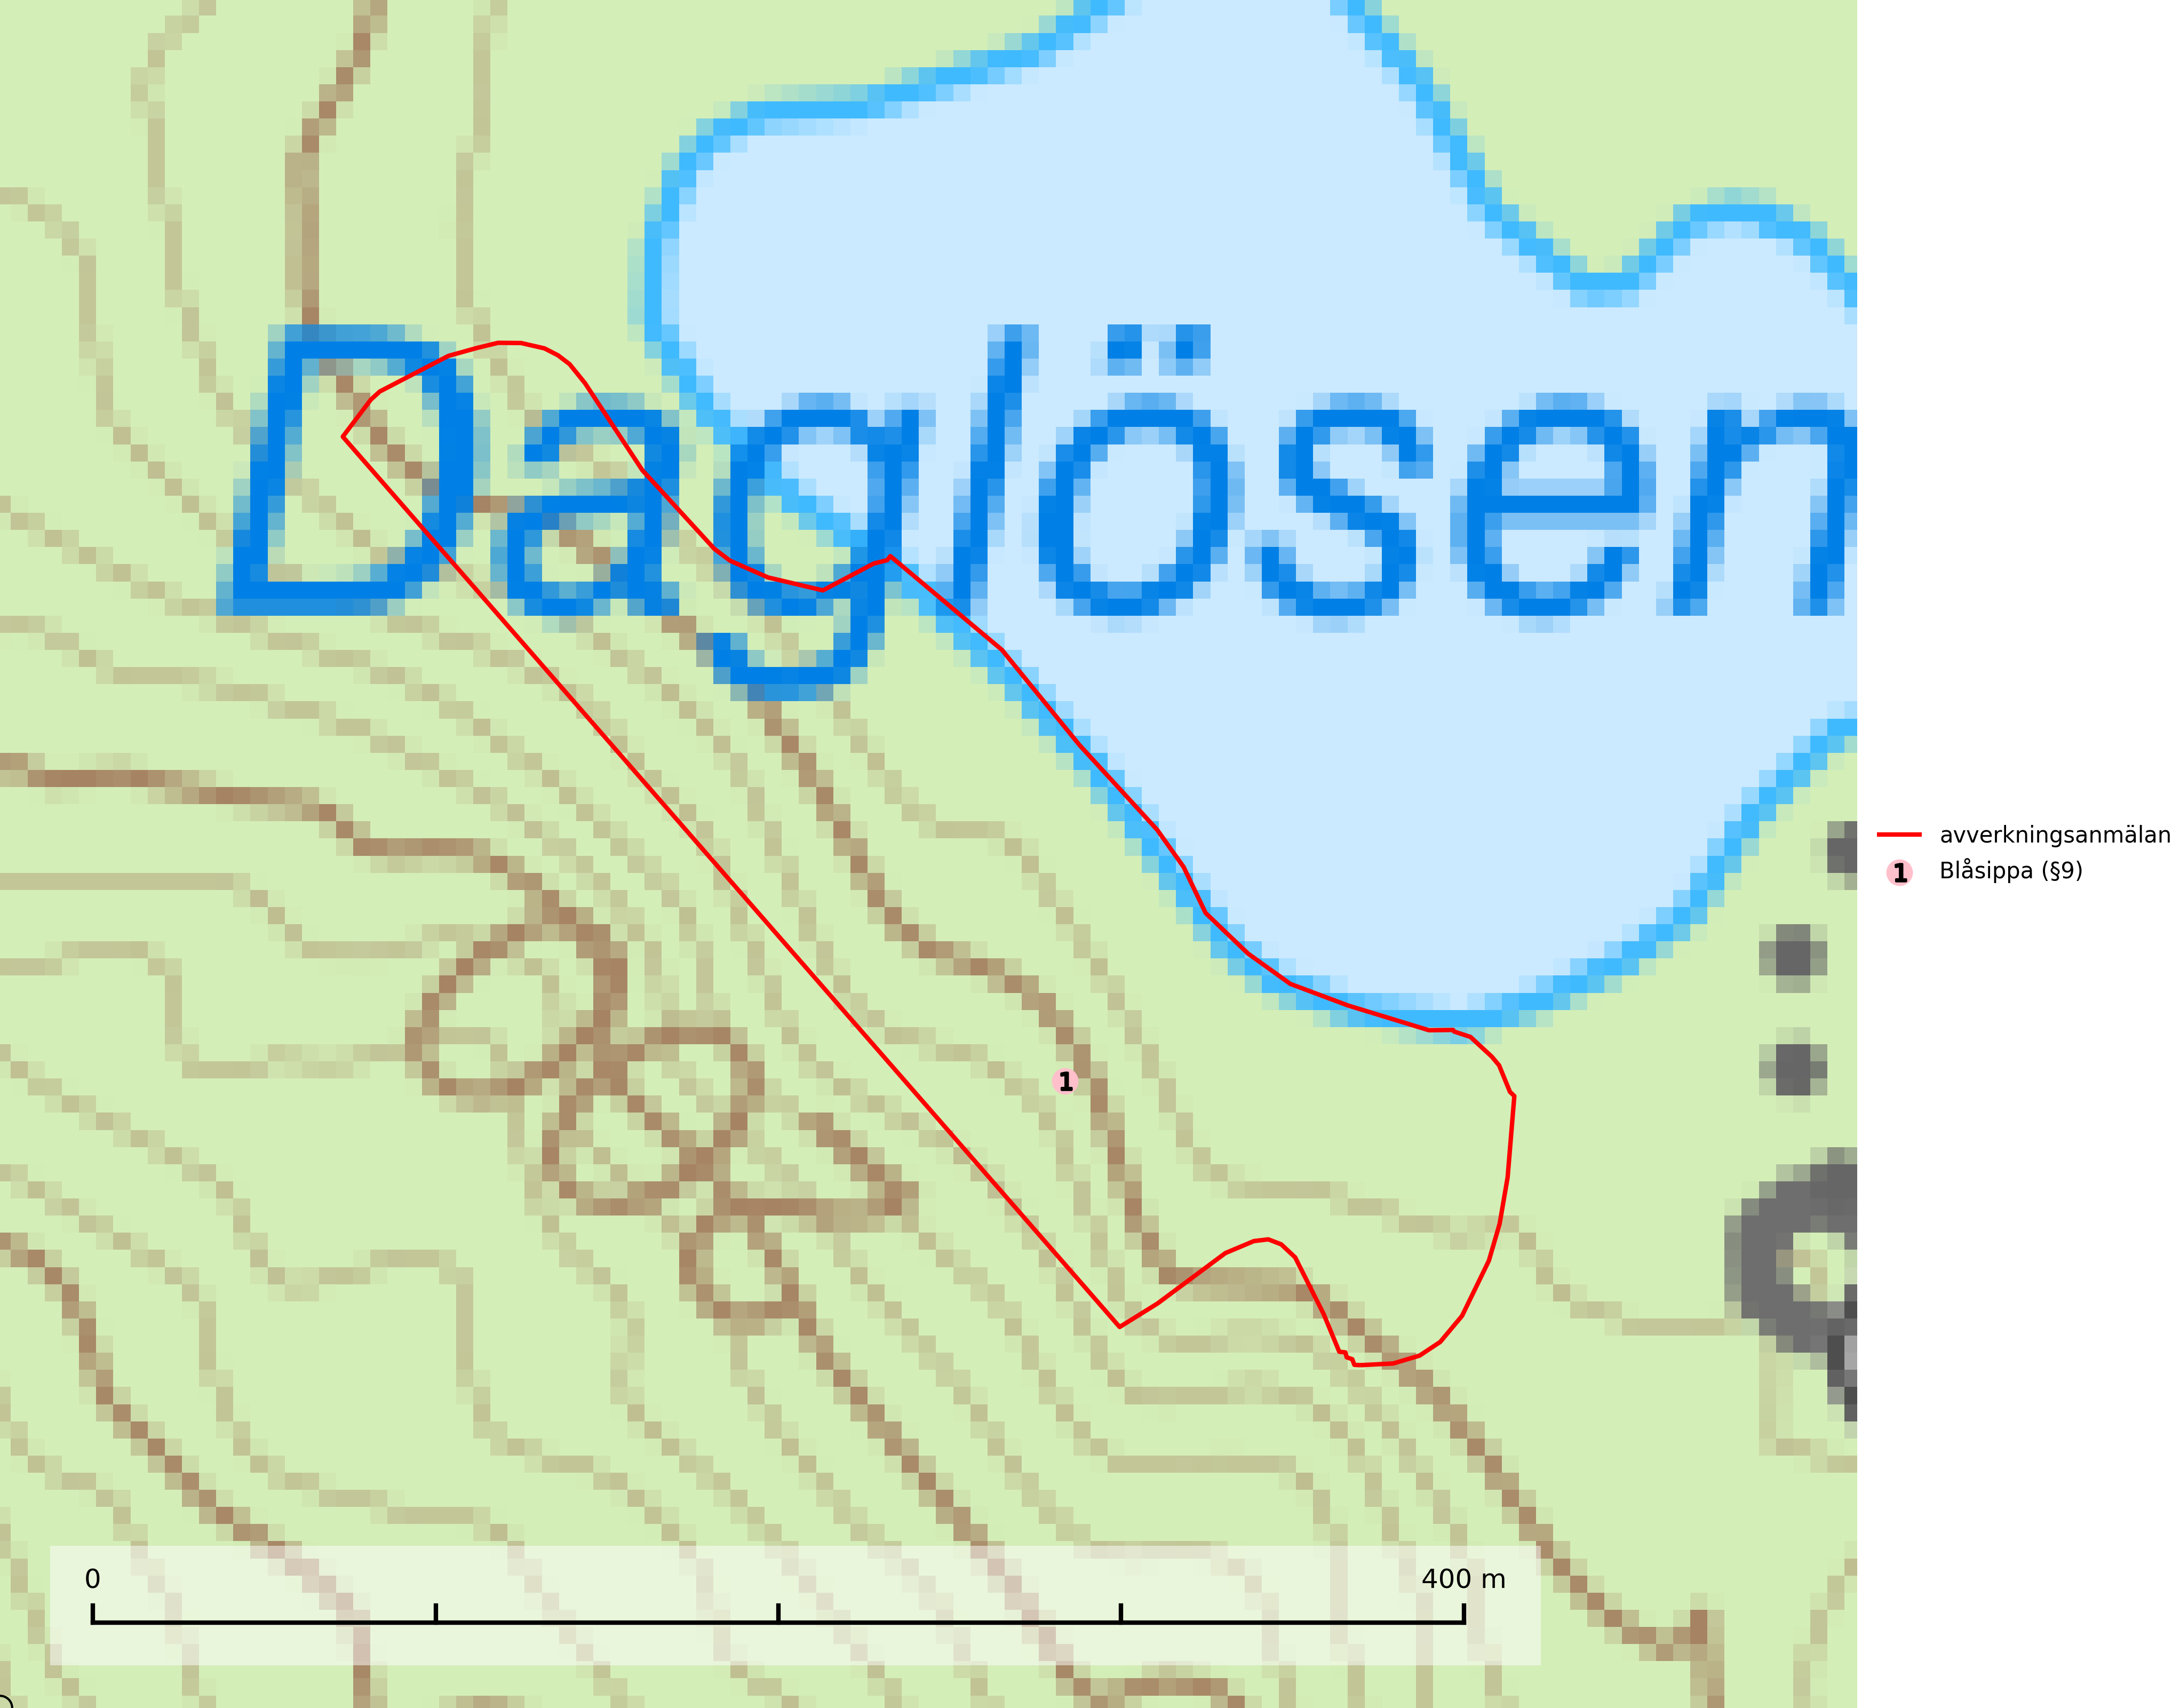 Daglösen
avverkningsanmälan
1 Blåsippa (§9)
1
0 400 m